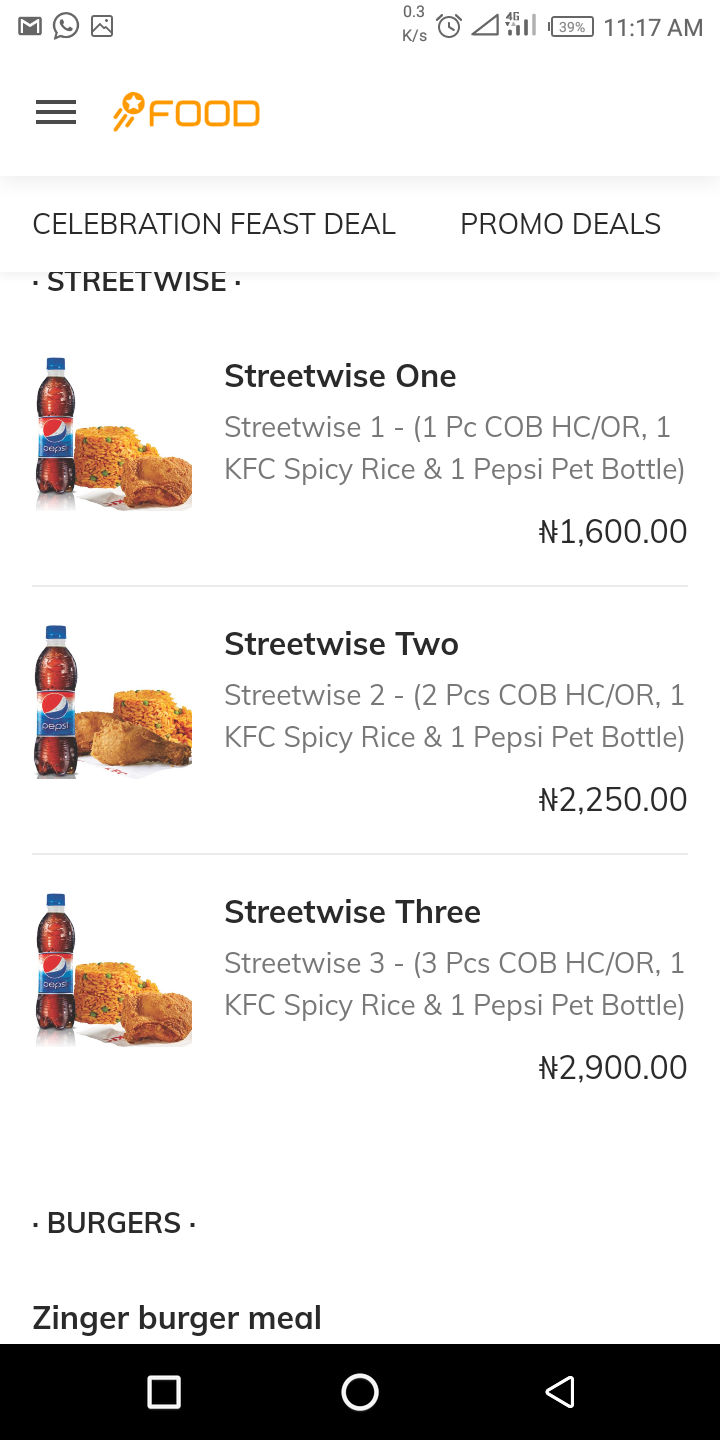 0.3
K/s
4G
39%
11:17 AM
FOOD
CELEBRATION FEAST DEAL
PROMO DEALS
· STREETWISE ·
Streetwise One
Streetwise 1 - (1 Pc COB HC/OR, 1
KFC Spicy Rice & 1 Pepsi Pet Bottle)
₦1,600.00
pepsi
Streetwise Two
Streetwise 2 - (2 Pcs COB HC/OR, 1
KFC Spicy Rice & 1 Pepsi Pet Bottle)
₦2,250.00
pepsi
KFC
Streetwise Three
Streetwise 3 - (3 Pcs COB HC/OR, 1
KFC Spicy Rice & 1 Pepsi Pet Bottle)
₦2,900.00
pepsi
· BURGERS ·
Zinger burger meal